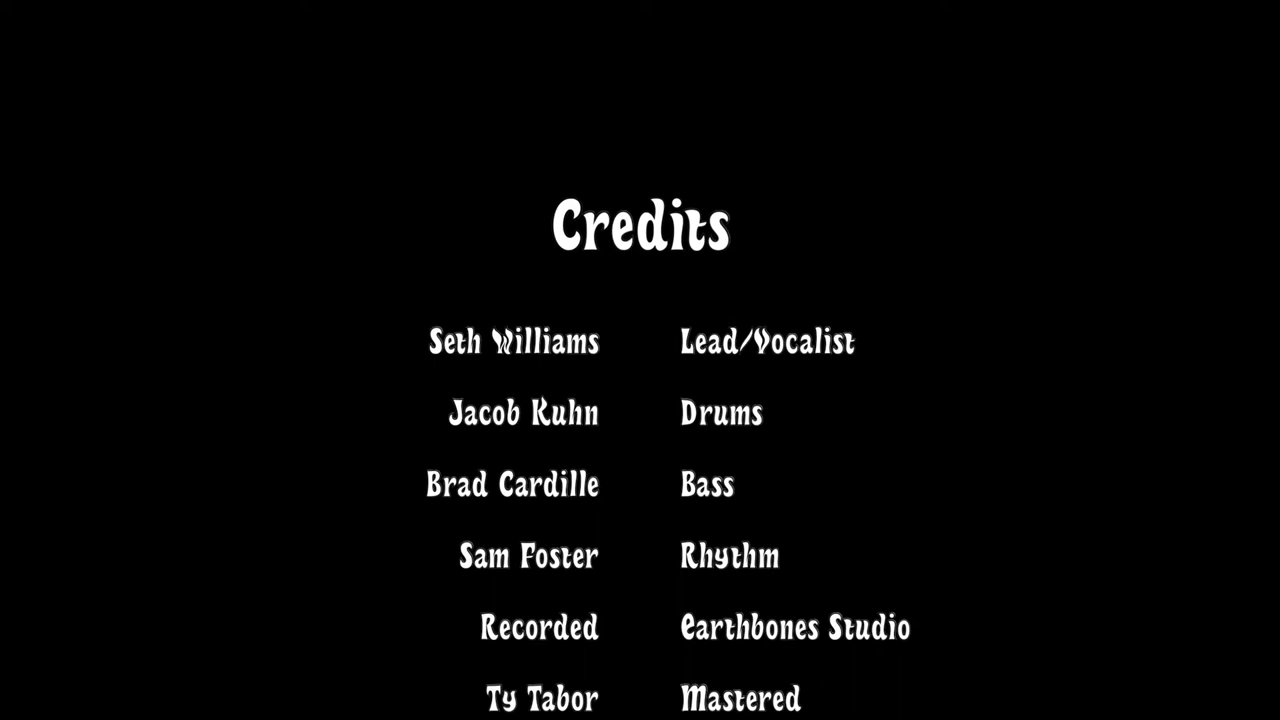 Credits
Seth Williams Lead/Vocalist
Jacob Kuhn Drums
Brad Cardille Bass
Sam Foster Rhythm
Recorded Earthbones Studio
Ty Tabor Mastered